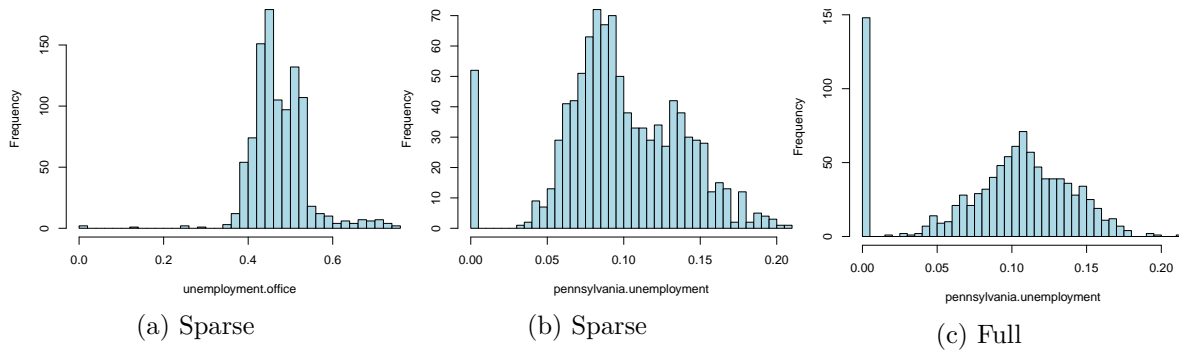 Frequency
150
100
50
0
0.0 0.2 0.4 0.6
unemployment.office
(a) Sparse
Frequency
70
60
50
40
30
20
10
0
0.00 0.05 0.10 0.15 0.20
pennsylvania.unemployment
(b) Sparse
Frequency
150
100
50
0
0.00 0.05 0.10 0.15 0.20
pennsylvania.unemployment
(c) Full